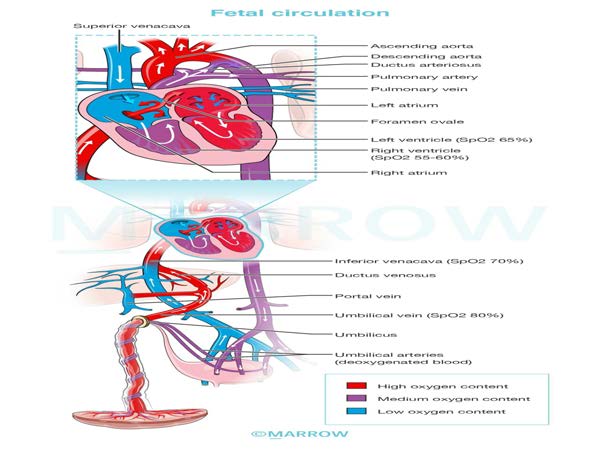 Fetal circulation
Superior venacava
Ascending aorta
Descending aorta
Ductus arteriosus
Pulmonary artery
Pulmonary vein
Left atrium
Foramen ovale
Left ventricle (SpO2 65%)
Right ventricle
(SpO2 55-60%)
Right atrium
MARROW
Inferior venacava (SpO2 70%)
Ductus venosus
Portal vein
Umbilical vein (SpO2 80%)
Umbilicus
Umbilical arteries
(deoxygenated blood)
High oxygen content
Medium oxygen content
Low oxygen content
©MARROW